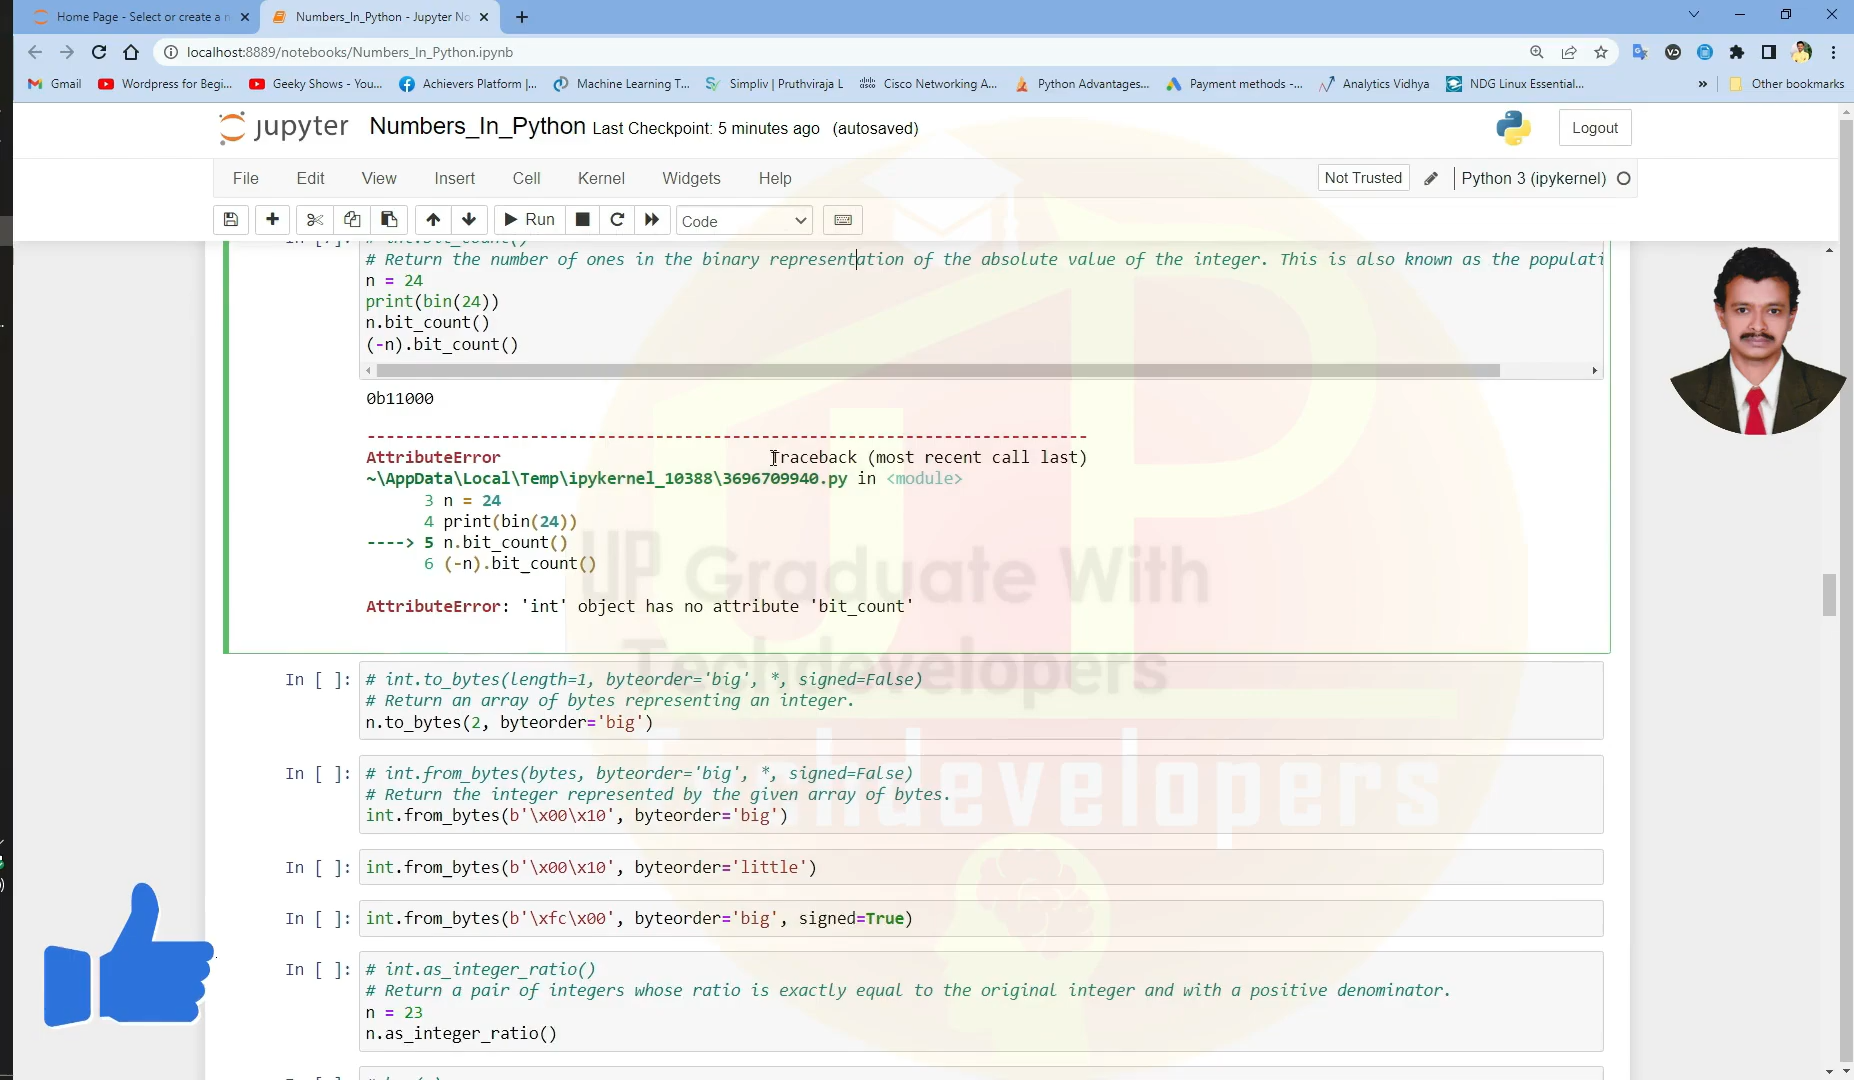 Home Page - Select or create a n
Numbers_In_Python - Jupyter No
localhost:8889/notebooks/Numbers_In_Python.ipynb
Gmail
Wordpress for Begi...
Geeky Shows - You...
Achievers Platform |...
Machine Learning T...
Simpliv | Pruthviraja L
Cisco Networking A...
Python Advantages...
Payment methods -...
Analytics Vidhya
NDG Linux Essential...
»
Other bookmarks
jupyter Numbers_In_Python Last Checkpoint: 5 minutes ago (autosaved)
Logout
File Edit View Insert Cell Kernel Widgets Help
Not Trusted
Python 3 (ipykernel)
Run
Code
In [7]: # int.bit_count()
# Return the number of ones in the binary representation of the absolute value of the integer. This is also known as the populati
n = 24
print(bin(24))
n.bit_count()
(-n).bit_count()
0b11000
---------------------------------------------------------------------------
AttributeError Traceback (most recent call last)
~\AppData\Local\Temp\ipykernel_10388\3696709940.py in <module>
3 n = 24
4 print(bin(24))
----> 5 n.bit_count()
6 (-n).bit_count()
AttributeError: 'int' object has no attribute 'bit_count'
UP Graduate With
Techdevelopers
In [ ]: # int.to_bytes(length=1, byteorder='big', *, signed=False)
# Return an array of bytes representing an integer.
n.to_bytes(2, byteorder='big')
In [ ]: # int.from_bytes(bytes, byteorder='big', *, signed=False)
# Return the integer represented by the given array of bytes.
int.from_bytes(b'\x00\x10', byteorder='big')
In [ ]: int.from_bytes(b'\x00\x10', byteorder='little')
In [ ]: int.from_bytes(b'\xfc\x00', byteorder='big', signed=True)
In [ ]: # int.as_integer_ratio()
# Return a pair of integers whose ratio is exactly equal to the original integer and with a positive denominator.
n = 23
n.as_integer_ratio()